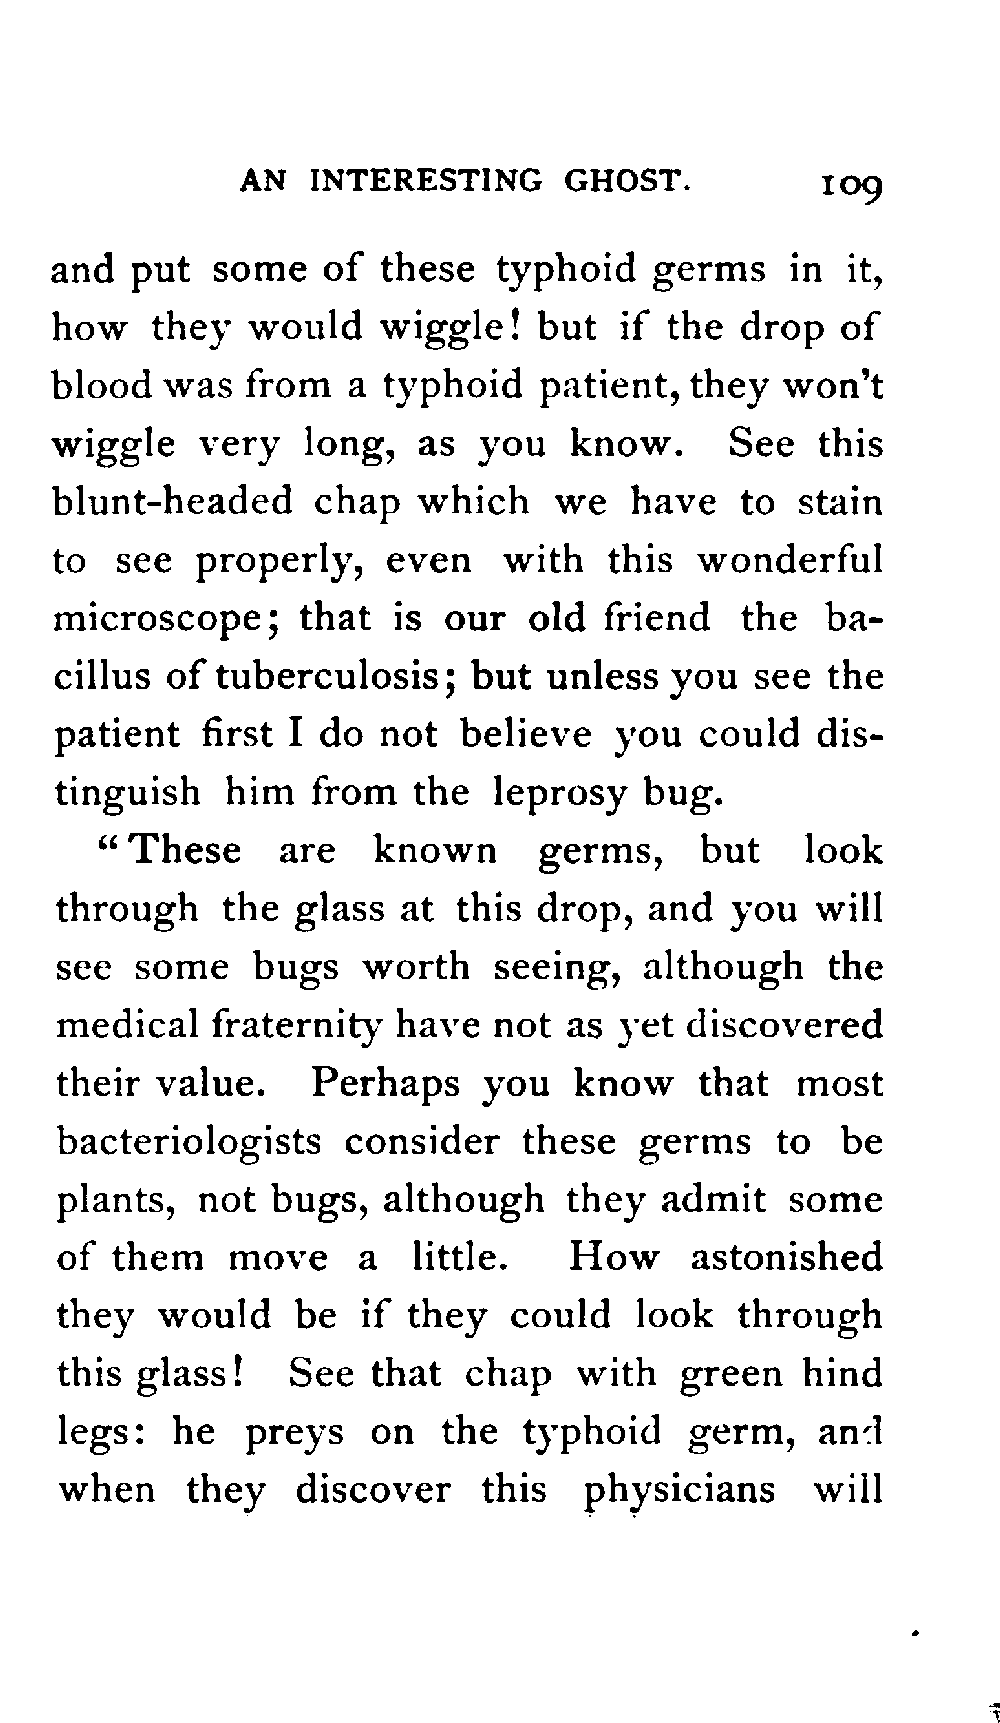 AN INTERESTING GHOST. 109
and put some of these typhoid germs in it,
how they would wiggle! but if the drop of
blood was from a typhoid patient, they won't
wiggle very long, as you know. See this
blunt-headed chap which we have to stain
to see properly, even with this wonderful
microscope; that is our old friend the ba-
cillus of tuberculosis; but unless you see the
patient first I do not believe you could dis-
tinguish him from the leprosy bug.
“These are known germs, but look
through the glass at this drop, and you will
see some bugs worth seeing, although the
medical fraternity have not as yet discovered
their value. Perhaps you know that most
bacteriologists consider these germs to be
plants, not bugs, although they admit some
of them move a little. How astonished
they would be if they could look through
this glass! See that chap with green hind
legs: he preys on the typhoid germ, and
when they discover this physicians will